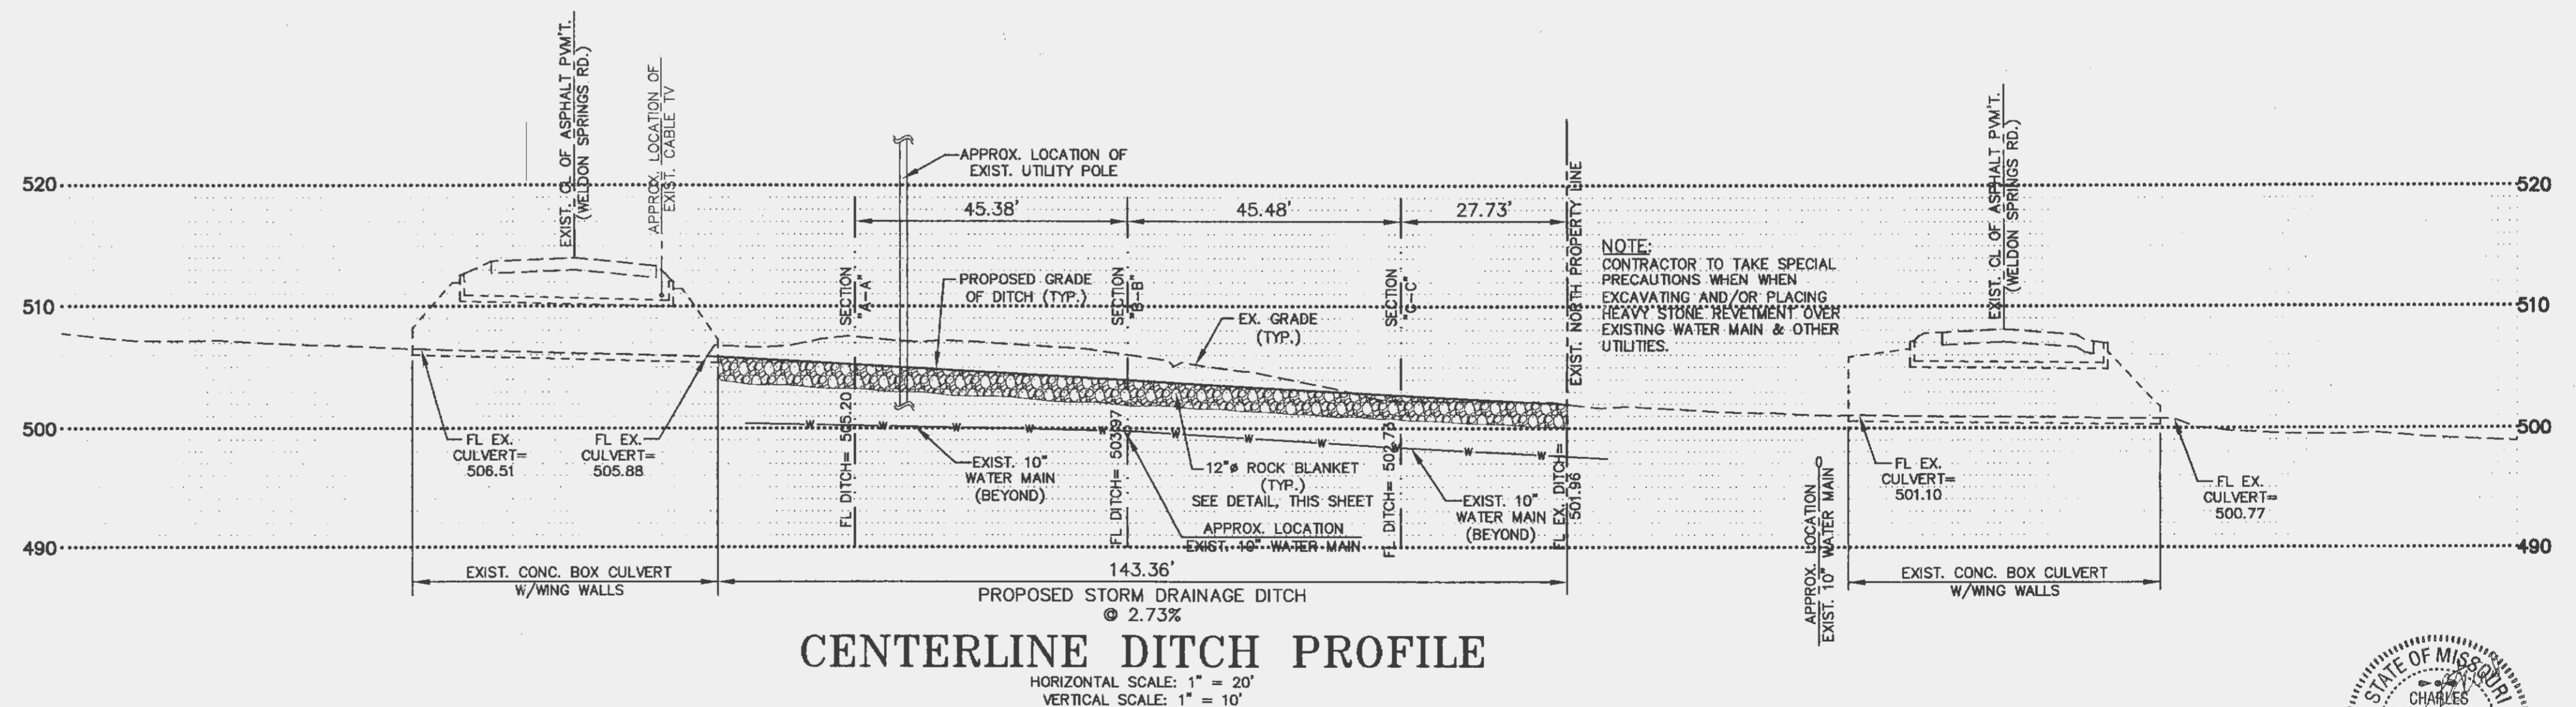 EXIST. CL OF ASPHALT PVM'T.
(WELDON SPRINGS RD.)
APPROX. LOCATION OF
EXIST. CABLE TV
EXIST. CL OF ASPHALT PVM'T.
(WELDON SPRINGS RD.)
APPROX. LOCATION OF
EXIST. UTILITY POLE
520
520
45.38'
45.48'
27.73'
EXIST. NORTH PROPERTY LINE
NOTE:
CONTRACTOR TO TAKE SPECIAL
PRECAUTIONS WHEN WHEN
EXCAVATING AND/OR PLACING
HEAVY STONE REVETMENT OVER
EXISTING WATER MAIN & OTHER
UTILITIES.
SECTION
"A-A"
PROPOSED GRADE
OF DITCH (TYP.)
SECTION
"B-B"
SECTION
"C-C"
510
510
EX. GRADE
(TYP.)
500
500
FL EX.
CULVERT=
506.51
FL EX.
CULVERT=
505.88
FL DITCH= 505.20
EXIST. 10"
WATER MAIN
(BEYOND)
FL DITCH= 503.97
12"ø ROCK BLANKET
(TYP.)
SEE DETAIL, THIS SHEET
APPROX. LOCATION
EXIST. 10" WATER MAIN
FL DITCH= 502.73
EXIST. 10"
WATER MAIN
(BEYOND)
FL EX. DITCH=
501.96
APPROX. LOCATION
EXIST. 10" WATER MAIN
FL EX.
CULVERT=
501.10
FL EX.
CULVERT=
500.77
W W W W W W W W W W W
490
490
EXIST. CONC. BOX CULVERT
W/WING WALLS
143.36'
PROPOSED STORM DRAINAGE DITCH
@ 2.73%
EXIST. CONC. BOX CULVERT
W/WING WALLS
CENTERLINE DITCH PROFILE
HORIZONTAL SCALE: 1" = 20'
VERTICAL SCALE: 1" = 10'
STATE OF MISSOURI
CHARLES